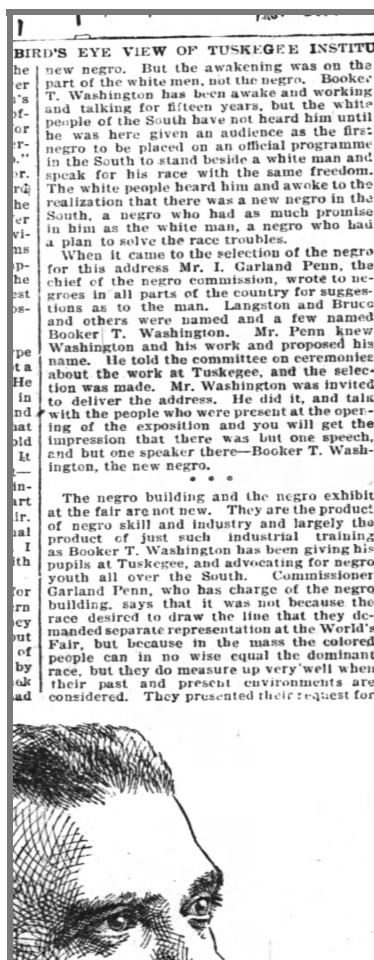 BIRD'S EYE VIEW OF TUSKEGEE INSTITU
new negro. But the awakening was on the
part of the white men, not the negro. Booker
T. Washington has been awake and working
and talking for fifteen years, but the white
people of the South have not heard him until
he was here given an audience as the first
negro to be placed on an official programme
in the South to stand beside a white man and
speak for his race with the same freedom.
The white people heard him and awoke to the
realization that there was a new negro in the
South, a negro who had as much promise
in him as the white man, a negro who had
a plan to solve the race troubles.
When it came to the selection of the negro
for this address Mr. I. Garland Penn, the
chief of the negro commission, wrote to ne-
groes in all parts of the country for sugges-
tions as to the man. Langston and Bruce
and others were named and a few named
Booker T. Washington. Mr. Penn knew
Washington and his work and proposed his
name. He told the committee on ceremonies
about the work at Tuskegee, and the selec-
tion was made. Mr. Washington was invited
to deliver the address. He did it, and talk
with the people who were present at the open-
ing of the exposition and you will get the
impression that there was but one speech,
and but one speaker there—Booker T. Wash-
ington, the new negro.
* * *
The negro building and the negro exhibit
at the fair are not new. They are the product
of negro skill and industry and largely the
product of just such industrial training
as Booker T. Washington has been giving his
pupils at Tuskegee, and advocating for negro
youth all over the South. Commissioner
Garland Penn, who has charge of the negro
building, says that it was not because the
race desired to draw the line that they de-
manded separate representation at the World's
Fair, but because in the mass the colored
people can in no wise equal the dominant
race, but they do measure up very well when
their past and present environments are
considered. They presented their request for